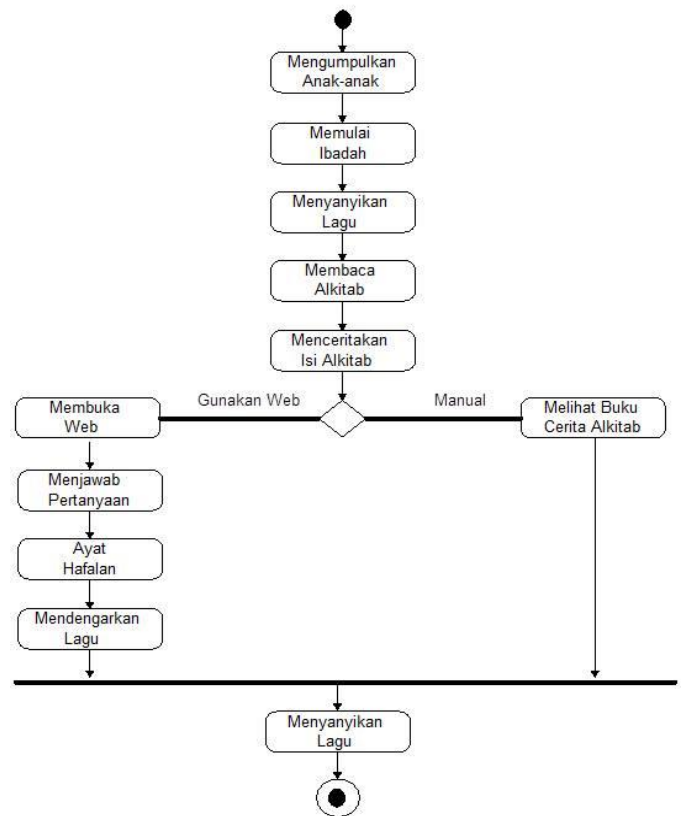 Mengumpulkan
Anak-anak
Memulai
Ibadah
Menyanyikan
Lagu
Membaca
Alkitab
Menceritakan
Isi Alkitab
Gunakan Web
Manual
Membuka
Web
Melihat Buku
Cerita Alkitab
Menjawab
Pertanyaan
Ayat
Hafalan
Mendengarkan
Lagu
Menyanyikan
Lagu